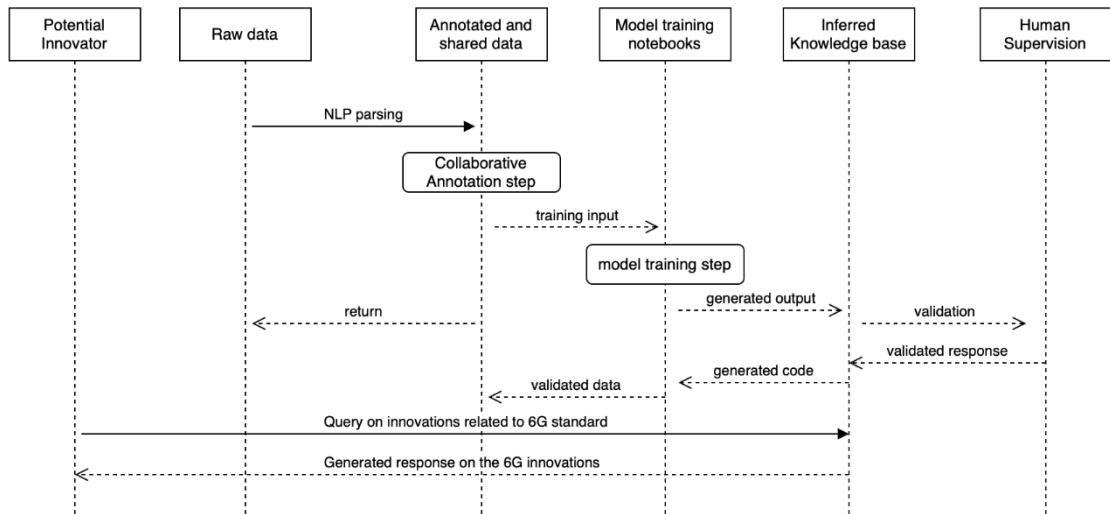 Potential
Innovator
Raw data
Annotated and
shared data
Model training
notebooks
Inferred
Knowledge base
Human
Supervision
NLP parsing
Collaborative
Annotation step
training input
model training step
generated output
return
validation
validated response
generated code
validated data
Query on innovations related to 6G standard
Generated response on the 6G innovations